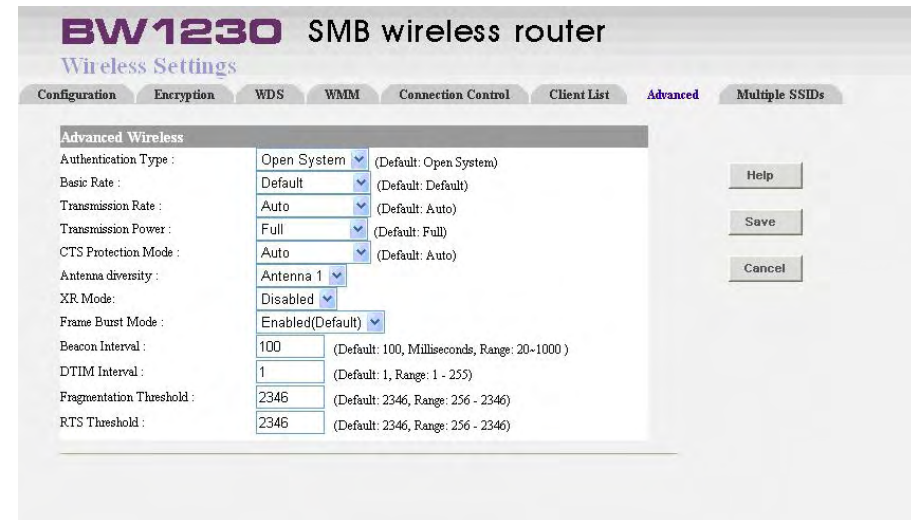 BW1230 SMB wireless router
Wireless Settings
Configuration Encryption WDS WMM Connection Control Client List Advanced Multiple SSIDs
Advanced Wireless
Authentication Type : Open System (Default: Open System)
Basic Rate : Default (Default: Default)
Transmission Rate : Auto (Default: Auto)
Transmission Power : Full (Default: Full)
CTS Protection Mode : Auto (Default: Auto)
Antenna diversity : Antenna 1
XR Mode: Disabled
Frame Burst Mode : Enabled(Default)
Beacon Interval : 100 (Default: 100, Milliseconds, Range: 20~1000 )
DTIM Interval : 1 (Default: 1, Range: 1 - 255)
Fragmentation Threshold : 2346 (Default: 2346, Range: 256 - 2346)
RTS Threshold : 2346 (Default: 2346, Range: 256 - 2346)
Help
Save
Cancel